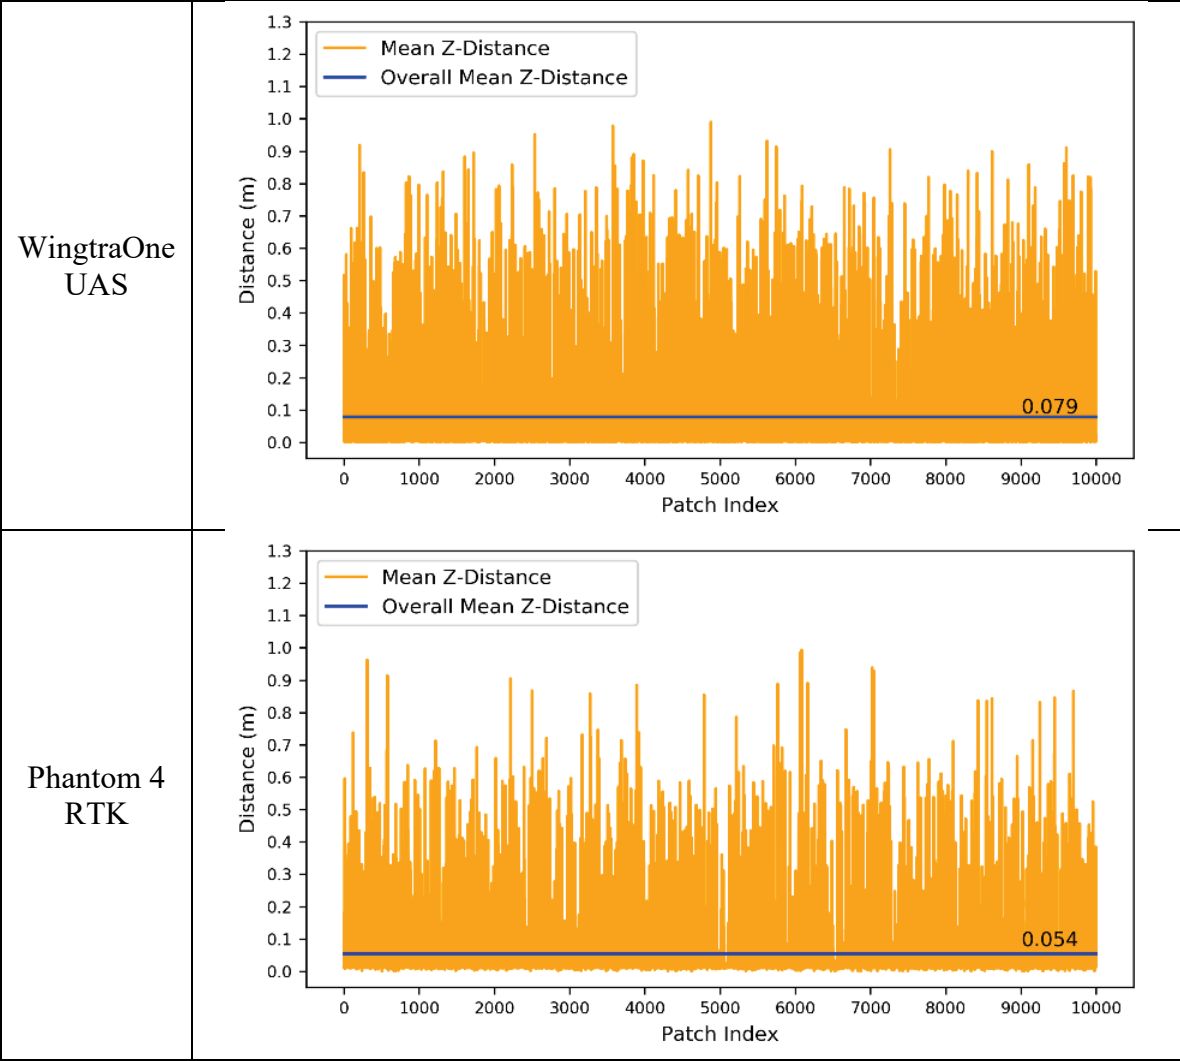 WingtraOne
UAS
1.3
1.2
1.1
1.0
0.9
0.8
0.7
0.6
0.5
0.4
0.3
0.2
0.1
0.0
Distance (m)
Mean Z-Distance
Overall Mean Z-Distance
0.079
0 1000 2000 3000 4000 5000 6000 7000 8000 9000 10000
Patch Index
Phantom 4
RTK
1.3
1.2
1.1
1.0
0.9
0.8
0.7
0.6
0.5
0.4
0.3
0.2
0.1
0.0
Distance (m)
Mean Z-Distance
Overall Mean Z-Distance
0.054
0 1000 2000 3000 4000 5000 6000 7000 8000 9000 10000
Patch Index